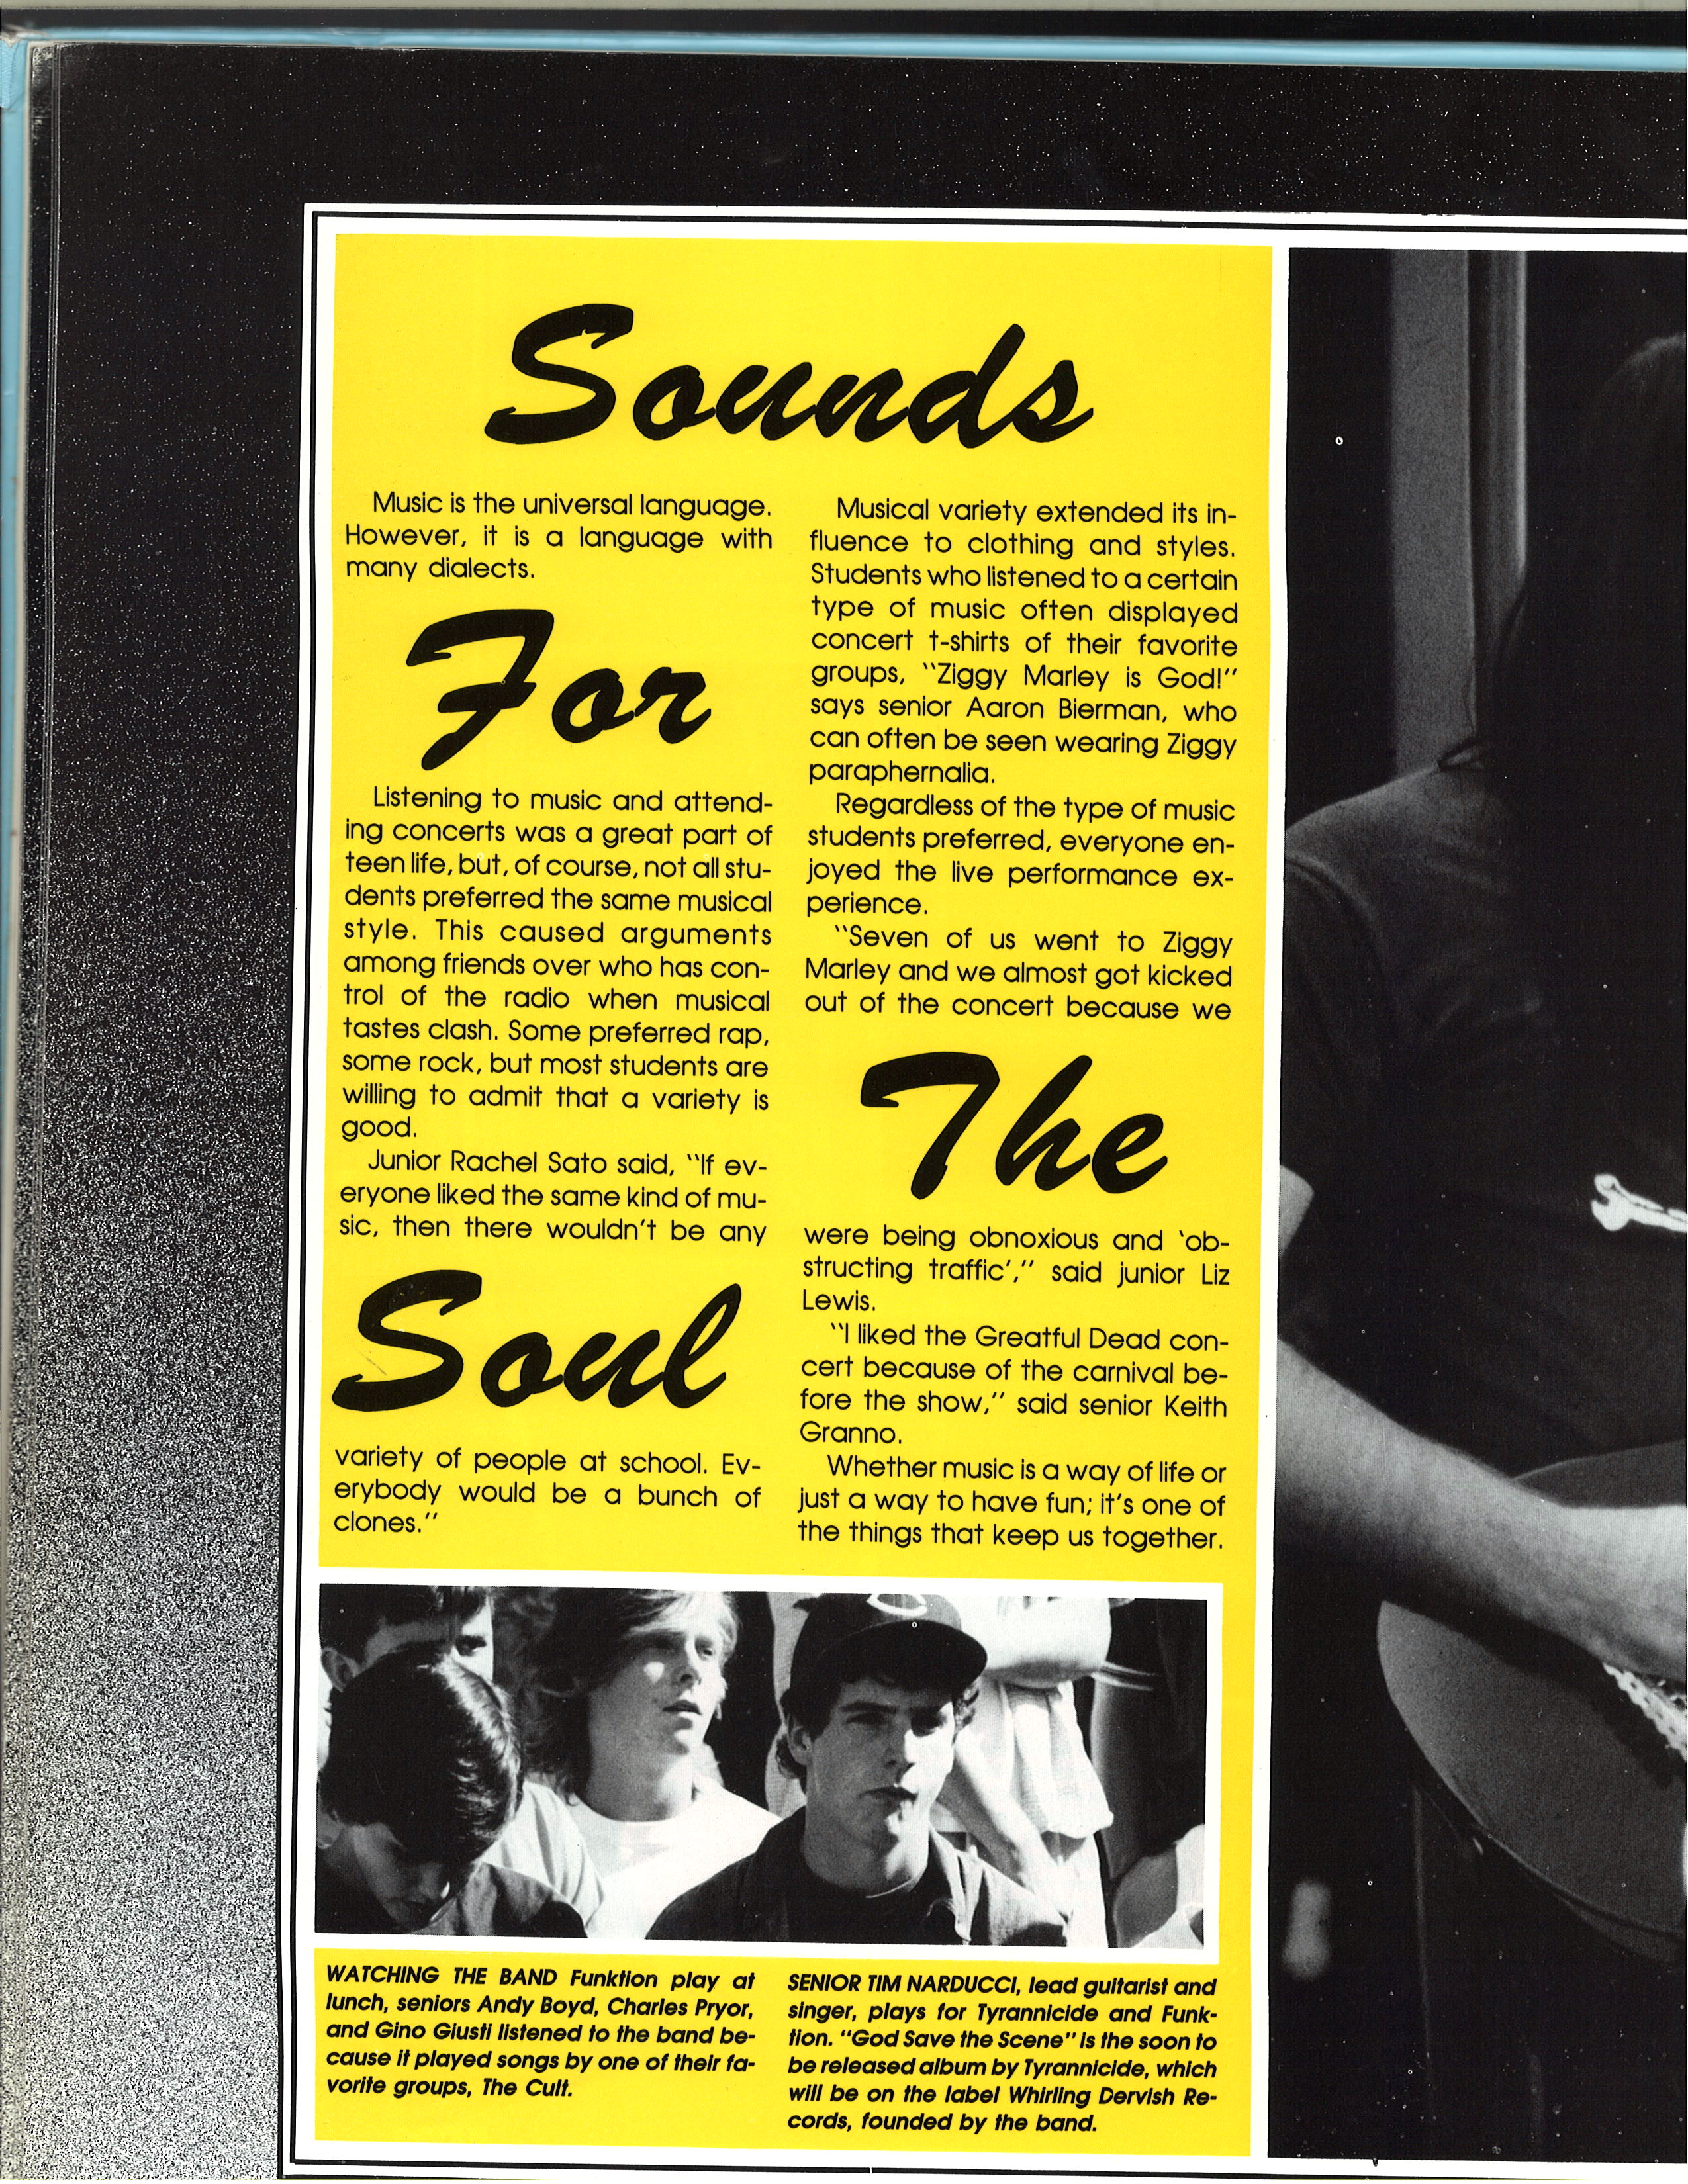 Sounds
Music is the universal language.
However, it is a language with
many dialects.
For
Listening to music and attend-
ing concerts was a great part of
teen life, but, of course, not all stu-
dents preferred the same musical
style. This caused arguments
among friends over who has con-
trol of the radio when musical
tastes clash. Some preferred rap,
some rock, but most students are
willing to admit that a variety is
good.
Junior Rachel Sato said, "If ev-
eryone liked the same kind of mu-
sic, then there wouldn't be any
Soul
variety of people at school. Ev-
erybody would be a bunch of
clones."
Musical variety extended its in-
fluence to clothing and styles.
Students who listened to a certain
type of music often displayed
concert t-shirts of their favorite
groups, "Ziggy Marley is God!"
says senior Aaron Bierman, who
can often be seen wearing Ziggy
paraphernalia.
Regardless of the type of music
students preferred, everyone en-
joyed the live performance ex-
perience.
"Seven of us went to Ziggy
Marley and we almost got kicked
out of the concert because we
The
were being obnoxious and 'ob-
structing traffic'," said junior Liz
Lewis.
"I liked the Greatful Dead con-
cert because of the carnival be-
fore the show," said senior Keith
Granno.
Whether music is a way of life or
just a way to have fun; it's one of
the things that keep us together.
WATCHING THE BAND Funktion play at
lunch, seniors Andy Boyd, Charles Pryor,
and Gino Giusti listened to the band be-
cause it played songs by one of their fa-
vorite groups, The Cult.
SENIOR TIM NARDUCCI, lead guitarist and
singer, plays for Tyrannicide and Funk-
tion. "God Save the Scene" is the soon to
be released album by Tyrannicide, which
will be on the label Whirling Dervish Re-
cords, founded by the band.